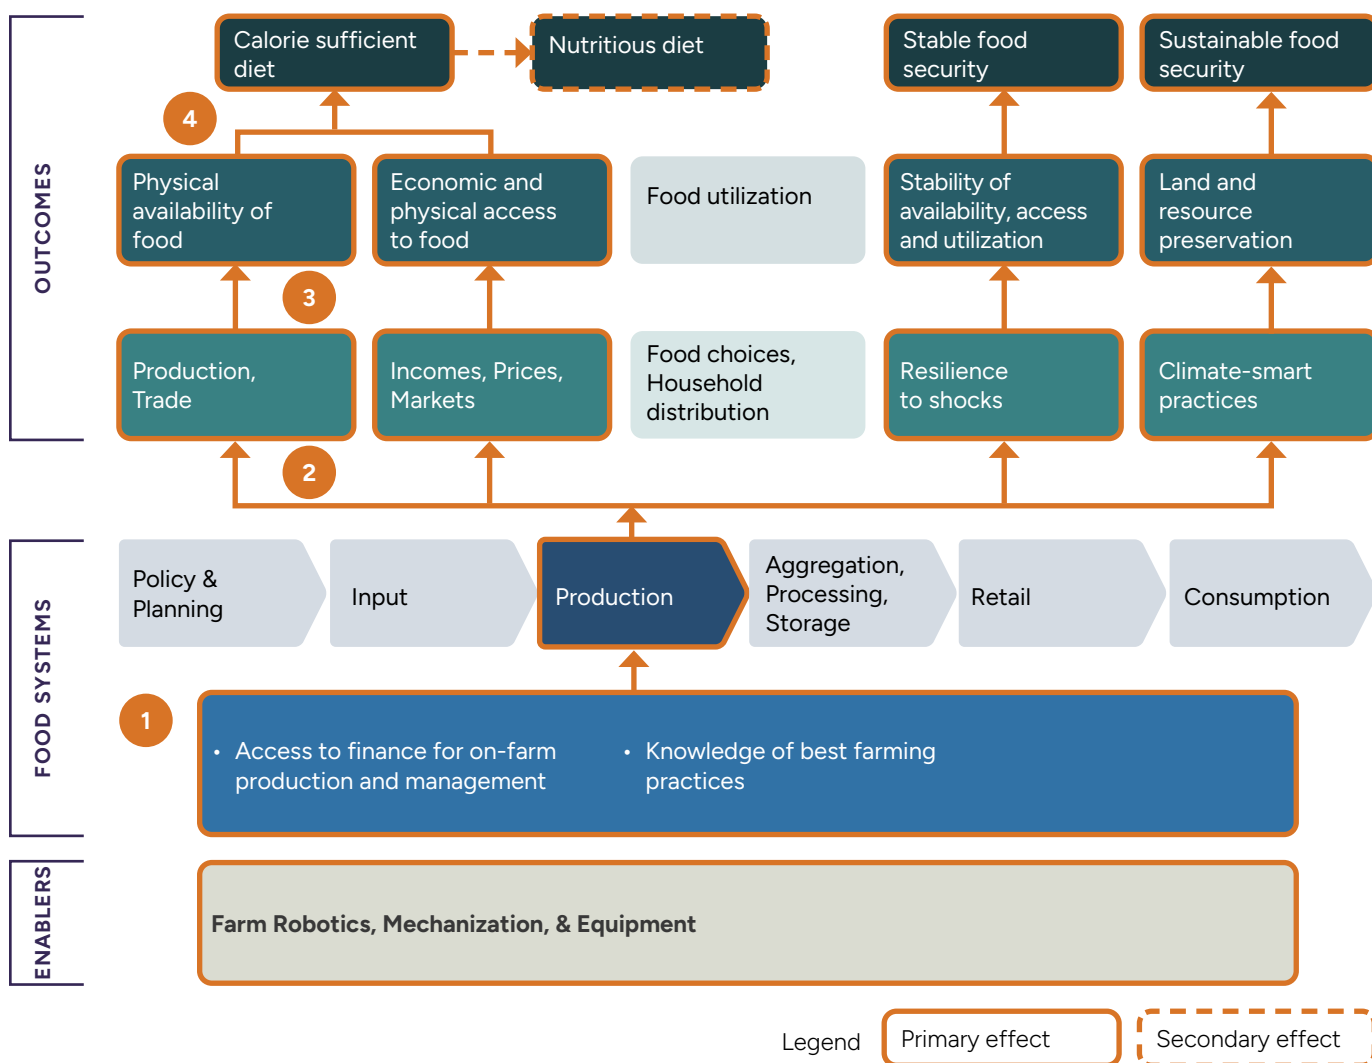 OUTCOMES
Calorie sufficient
diet
Nutritious diet
Stable food
security
Sustainable food
security
4
Physical
availability of
food
Economic and
physical access
to food
Food utilization
Stability of
availability, access
and utilization
Land and
resource
preservation
3
Production,
Trade
Incomes, Prices,
Markets
Food choices,
Household
distribution
Resilience
to shocks
Climate-smart
practices
2
FOOD SYSTEMS
Policy &
Planning
Input
Production
Aggregation,
Processing,
Storage
Retail
Consumption
1
• Access to finance for on-farm
production and management
• Knowledge of best farming
practices
ENABLERS
Farm Robotics, Mechanization, & Equipment
Legend
Primary effect
Secondary effect